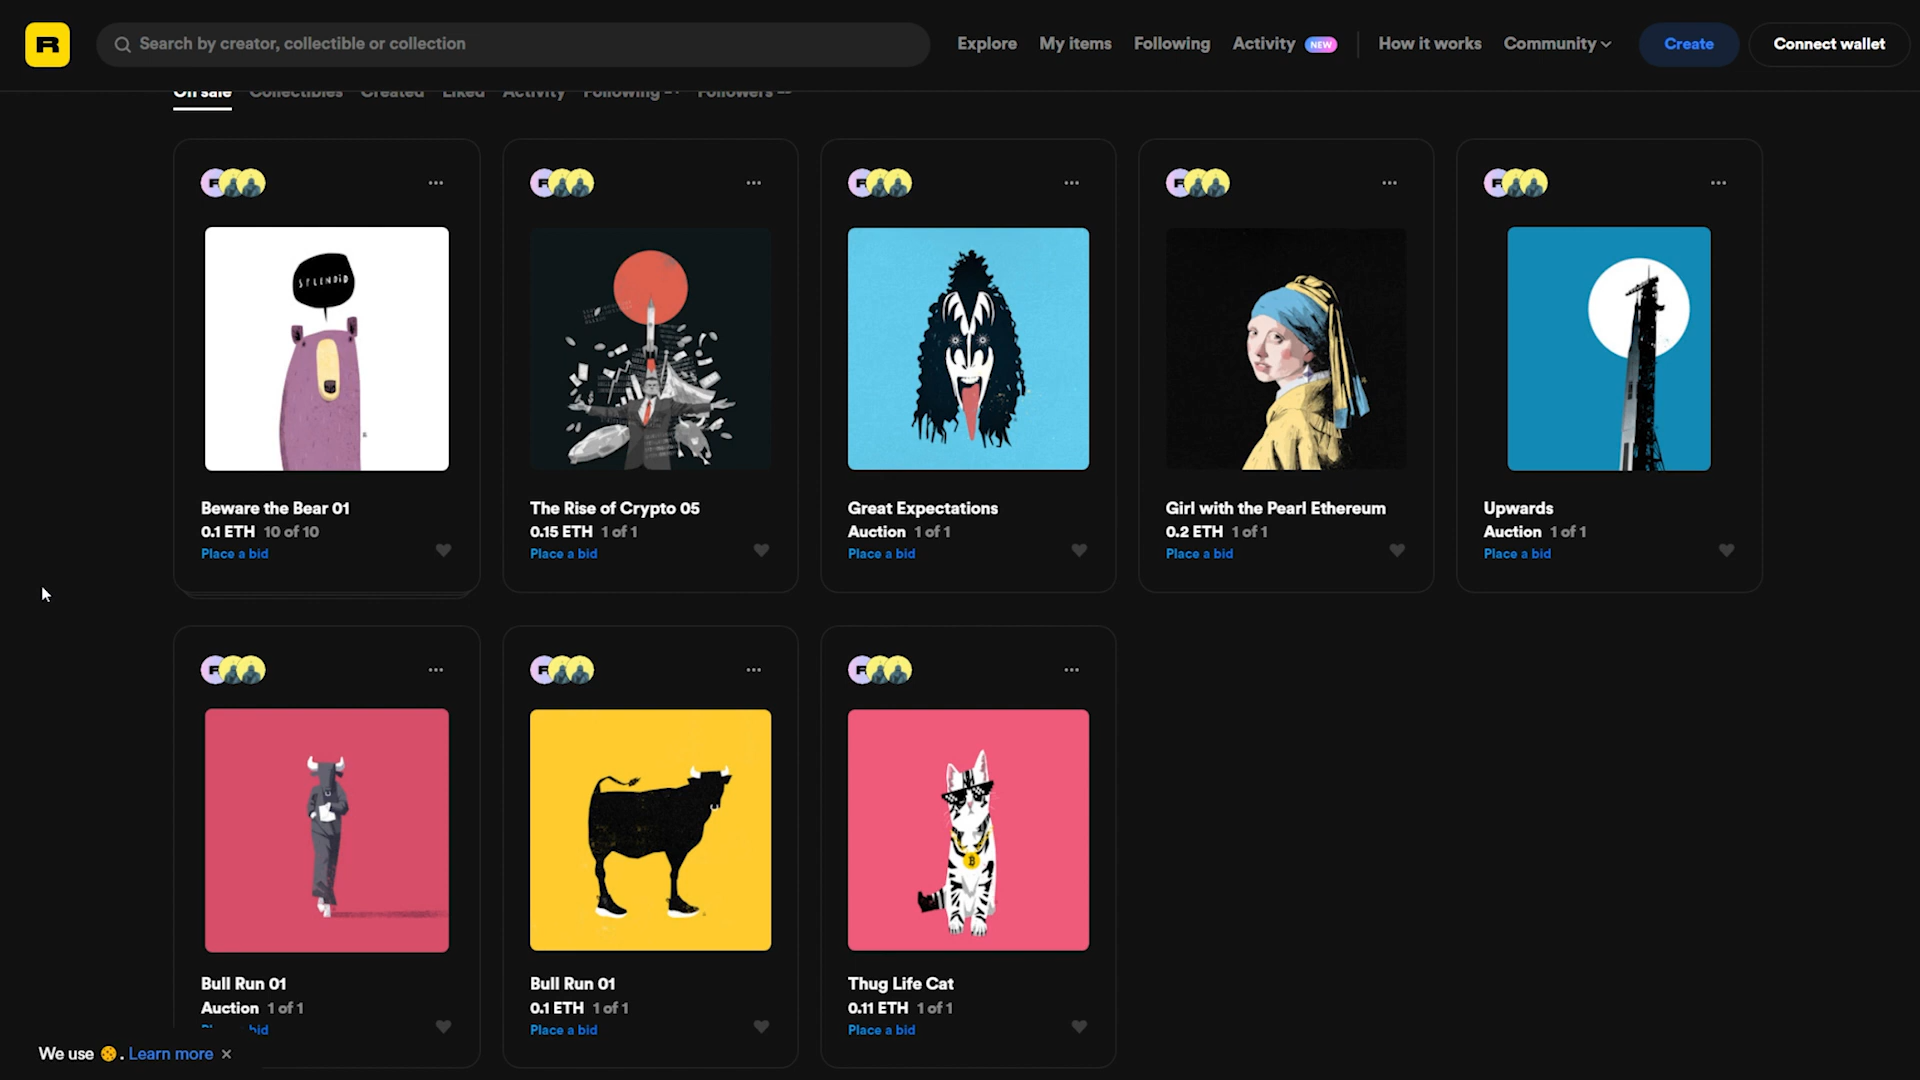 R
Search by creator, collectible or collection
Explore My items Following Activity NEW How it works Community Create Connect wallet
On sale Collectibles Created Liked Activity Following Followers
SPLENDID
Beware the Bear 01
0.1 ETH 10 of 10
Place a bid
The Rise of Crypto 05
0.15 ETH 1 of 1
Place a bid
Great Expectations
Auction 1 of 1
Place a bid
Girl with the Pearl Ethereum
0.2 ETH 1 of 1
Place a bid
Upwards
Auction 1 of 1
Place a bid
Bull Run 01
Auction 1 of 1
Place a bid
Bull Run 01
0.1 ETH 1 of 1
Place a bid
Thug Life Cat
0.11 ETH 1 of 1
Place a bid
We use 🍪. Learn more ×